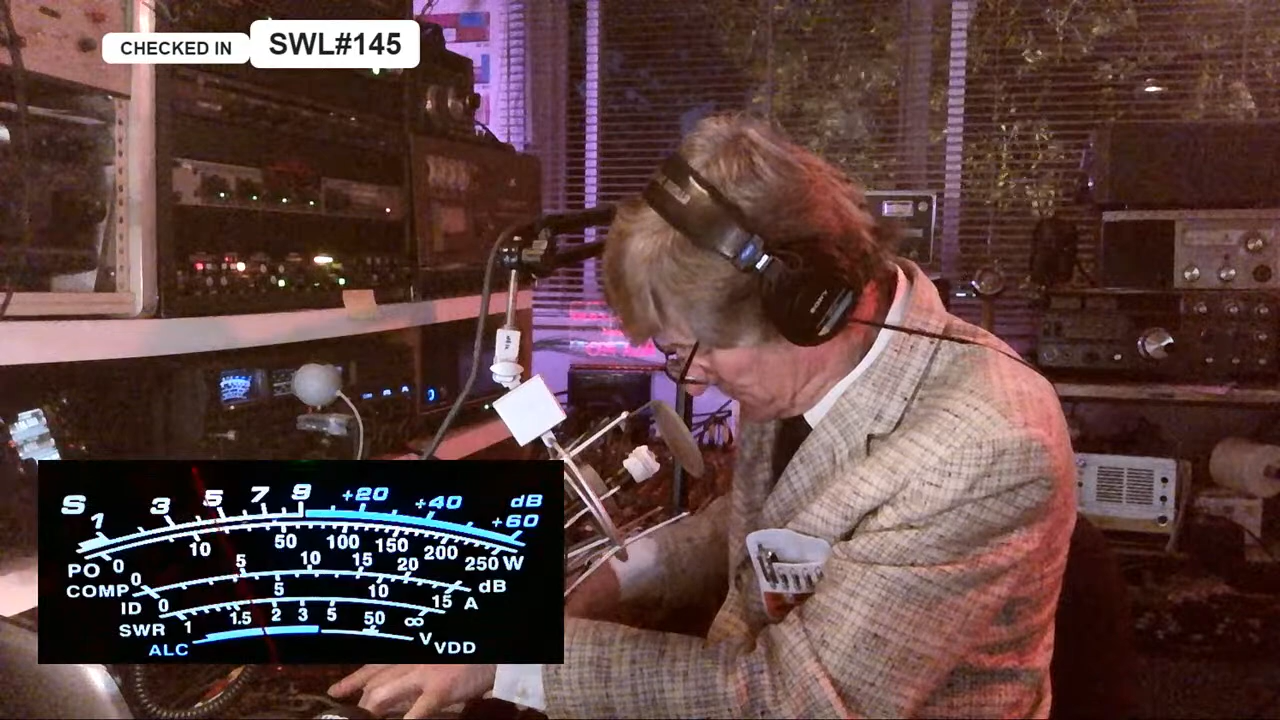 CHECKED IN SWL#145
S 1 3 5 7 9 +20 +40 +60 dB
PO 0 10 50 100 150 200 250 W
COMP 0 5 10 15 20 dB
ID 0 5 10 15 A
SWR 1 1.5 2 3 5 50 ∞
ALC V VDD
SONY